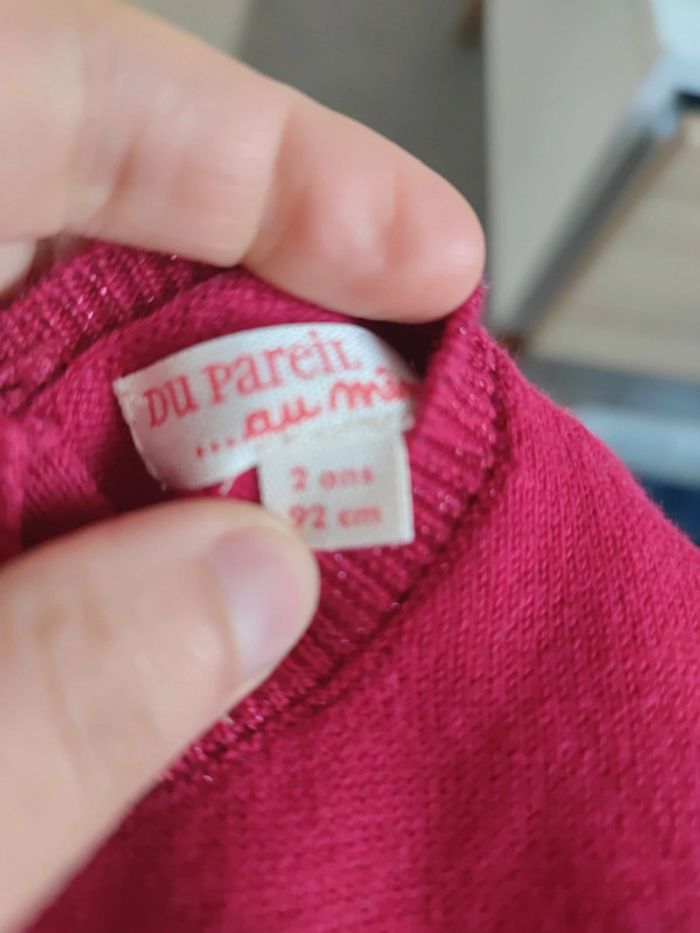 DU PAREIL
...au mê
2 ans
92 cm